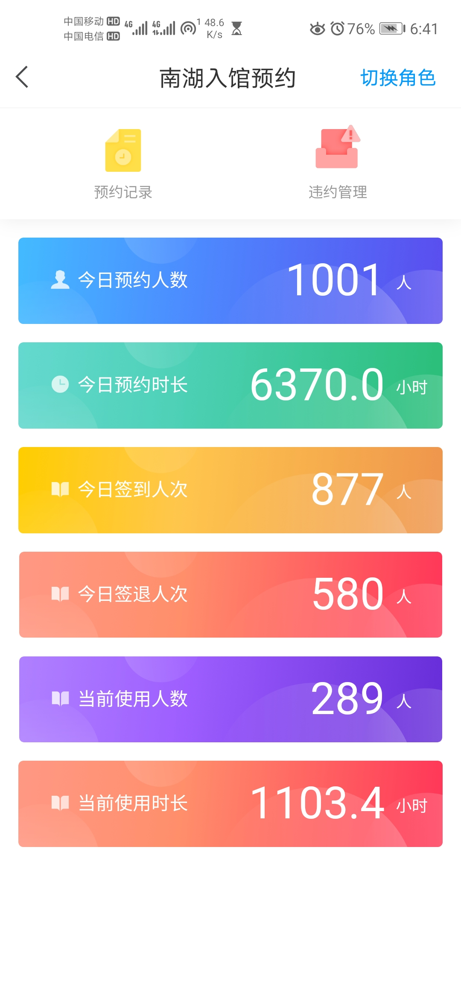 中国移动 HD 4G 4G 1 48.6 76% 6:41
中国电信 HD K/s
南湖入馆预约 切换角色
预约记录 违约管理
今日预约人数 1001 人
今日预约时长 6370.0 小时
今日签到人次 877 人
今日签退人次 580 人
当前使用人数 289 人
当前使用时长 1103.4 小时